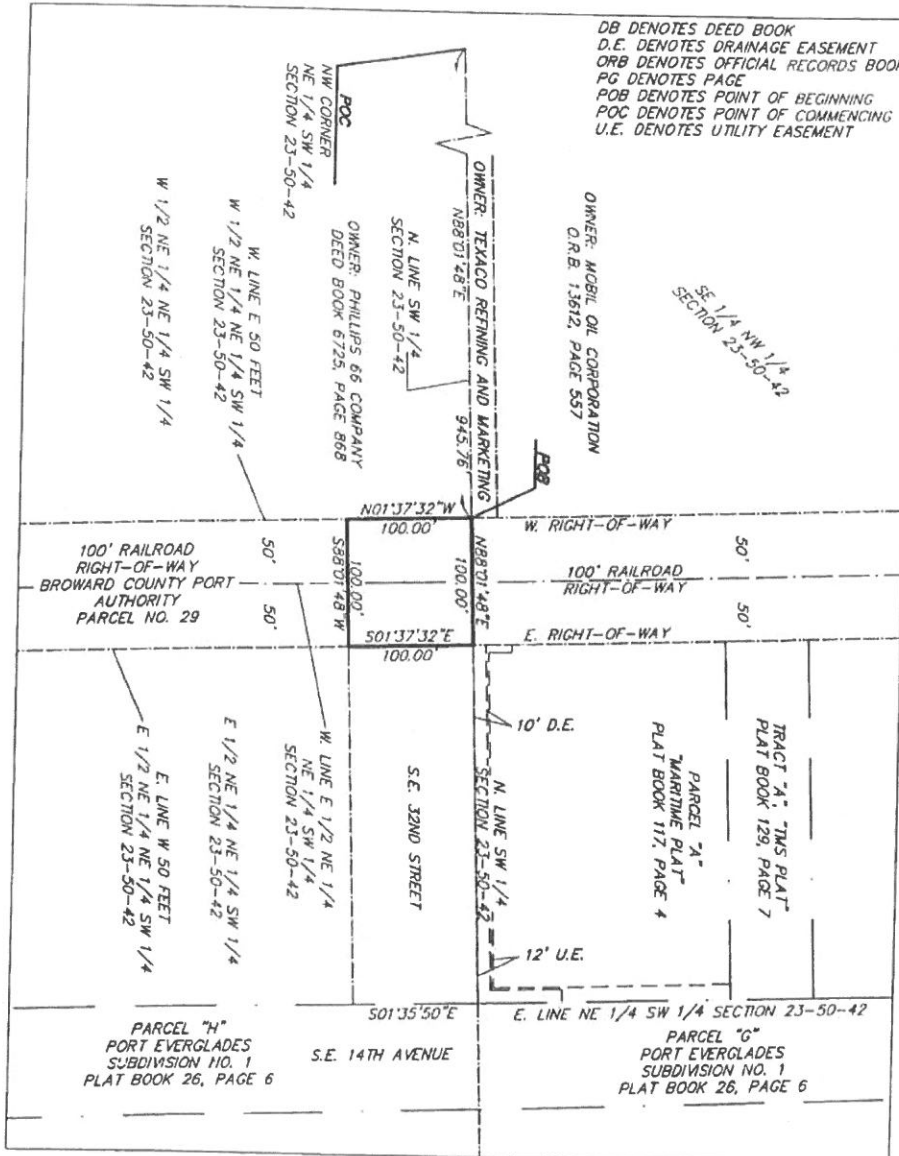 DB DENOTES DEED BOOK
D.E. DENOTES DRAINAGE EASEMENT
ORB DENOTES OFFICIAL RECORDS BOOK
PG DENOTES PAGE
POB DENOTES POINT OF BEGINNING
POC DENOTES POINT OF COMMENCING
U.E. DENOTES UTILITY EASEMENT
POC
NW CORNER
NE 1/4 SW 1/4
SECTION 23-50-42
W 1/2 NE 1/4 NE 1/4 SW 1/4
SECTION 23-50-42
W. LINE E 50 FEET
W 1/2 NE 1/4 NE 1/4 SW 1/4
SECTION 23-50-42
OWNER: PHILLIPS 66 COMPANY
DEED BOOK 6725, PAGE 868
N. LINE SW 1/4
SECTION 23-50-42
N88°01'48"E
945.76'
OWNER: TEXACO REFINING AND MARKETING
OWNER: MOBIL OIL CORPORATION
O.R.B. 13612, PAGE 557
SE 1/4 NW 1/4
SECTION 23-50-42
POB
N01°37'32"W
100.00'
S88°01'48"W
100.00'
N88°01'48"E
100.00'
S01°37'32"E
100.00'
100' RAILROAD
RIGHT-OF-WAY
BROWARD COUNTY PORT
AUTHORITY
PARCEL NO. 29
50'
50'
W. RIGHT-OF-WAY
100' RAILROAD
RIGHT-OF-WAY
E. RIGHT-OF-WAY
50'
50'
E. LINE W 50 FEET
E 1/2 NE 1/4 NE 1/4 SW 1/4
SECTION 23-50-42
E 1/2 NE 1/4 NE 1/4 SW 1/4
SECTION 23-50-42
W. LINE E 1/2 NE 1/4
NE 1/4 SW 1/4
SECTION 23-50-42
S.E. 32ND STREET
N. LINE SW 1/4
SECTION 23-50-42
10' D.E.
12' U.E.
PARCEL "A"
"MARITIME PLAT"
PLAT BOOK 117, PAGE 4
TRACT "A", "TMS PLAT"
PLAT BOOK 129, PAGE 7
S01°35'50"E
E. LINE NE 1/4 SW 1/4 SECTION 23-50-42
PARCEL "H"
PORT EVERGLADES
SUBDIVISION NO. 1
PLAT BOOK 26, PAGE 6
S.E. 14TH AVENUE
PARCEL "G"
PORT EVERGLADES
SUBDIVISION NO. 1
PLAT BOOK 26, PAGE 6